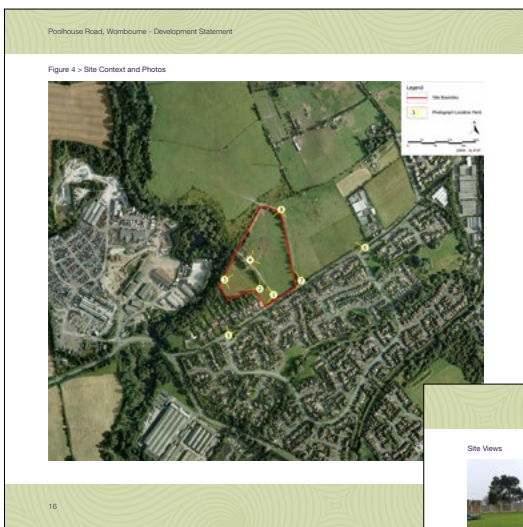 Poolhouse Road, Wombourne - Development Statement
Figure 4 > Site Context and Photos
Legend
Site Boundary
1 Photograph Location Point
16
Site Views